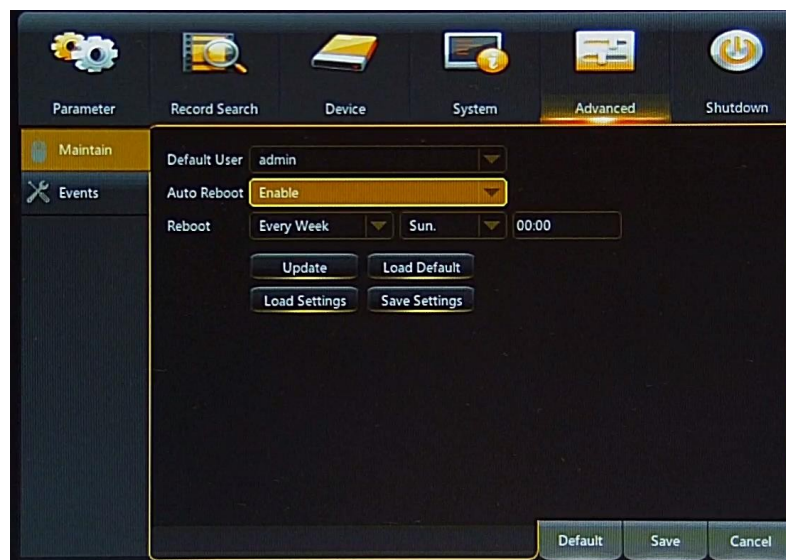 Parameter Record Search Device System Advanced Shutdown
Maintain
Events
Default User admin
Auto Reboot Enable
Reboot Every Week Sun. 00:00
Update Load Default
Load Settings Save Settings
Default Save Cancel